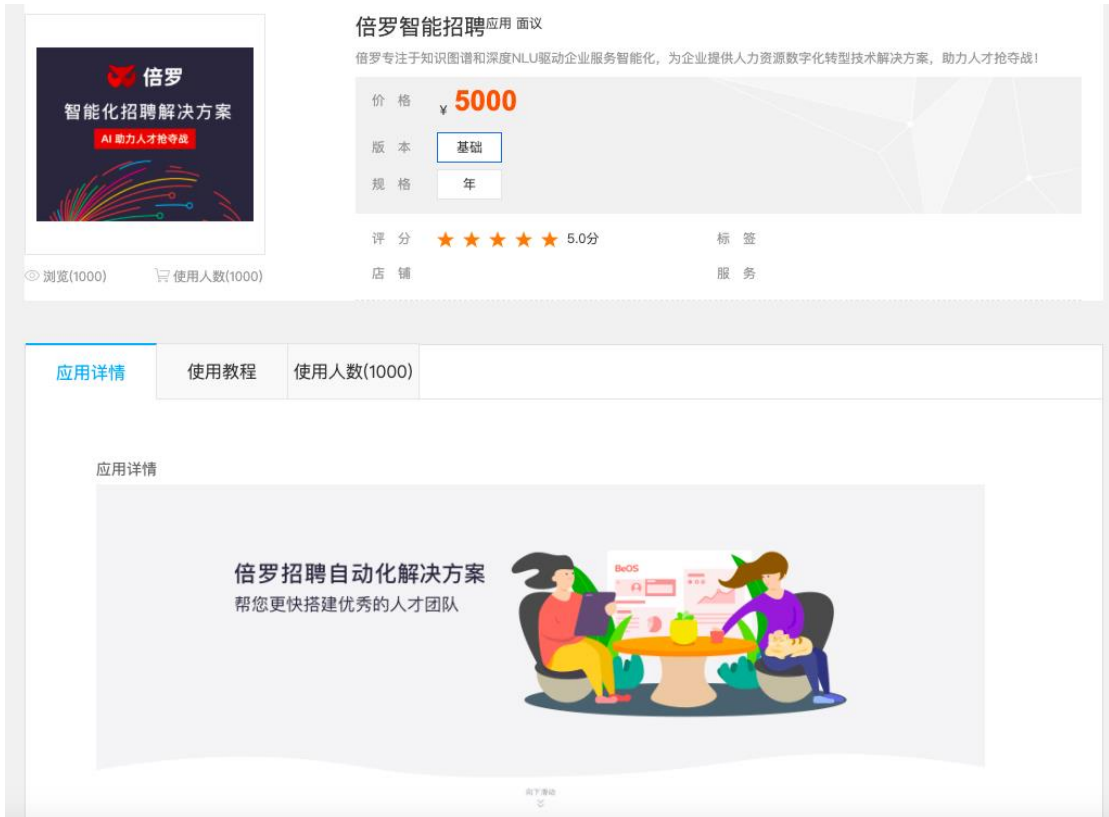 倍罗
智能化招聘解决方案
AI 助力人才抢夺战
浏览(1000)
使用人数(1000)
倍罗智能招聘应用 面议
倍罗专注于知识图谱和深度NLU驱动企业服务智能化，为企业提供人力资源数字化转型技术解决方案，助力人才抢夺战！
价 格 ¥ 5000
版 本 基础
规 格 年
评 分 5.0分 标 签
店 铺 服 务
应用详情 使用教程 使用人数(1000)
应用详情
倍罗招聘自动化解决方案
帮您更快搭建优秀的人才团队
BeOS
向下滑动